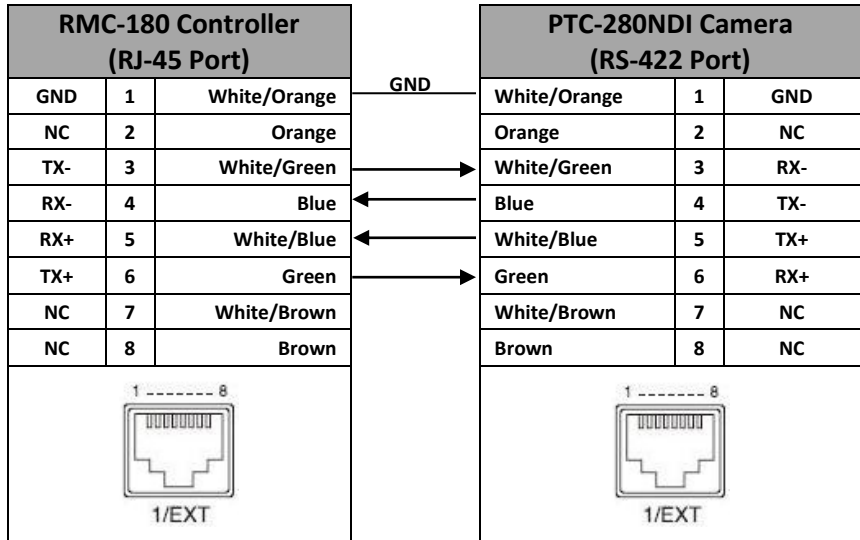 RMC-180 Controller
(RJ-45 Port)
PTC-280NDI Camera
(RS-422 Port)
GND 1 White/Orange GND White/Orange 1 GND
NC 2 Orange Orange 2 NC
TX- 3 White/Green White/Green 3 RX-
RX- 4 Blue Blue 4 TX-
RX+ 5 White/Blue White/Blue 5 TX+
TX+ 6 Green Green 6 RX+
NC 7 White/Brown White/Brown 7 NC
NC 8 Brown Brown 8 NC
1 -------- 8
1/EXT
1 -------- 8
1/EXT